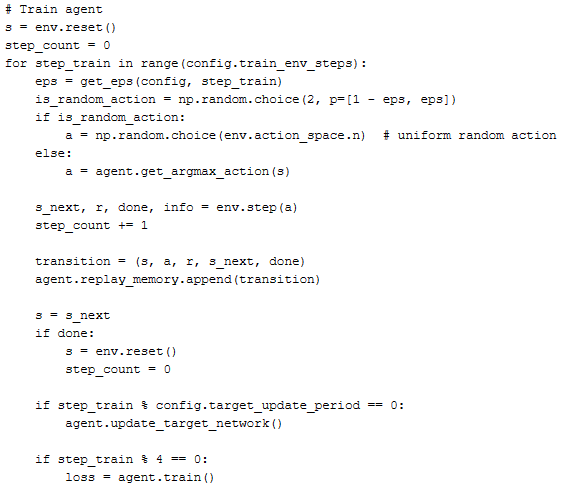 # Train agent
s = env.reset()
step_count = 0
for step_train in range(config.train_env_steps):
    eps = get_eps(config, step_train)
    is_random_action = np.random.choice(2, p=[1 - eps, eps])
    if is_random_action:
        a = np.random.choice(env.action_space.n)  # uniform random action
    else:
        a = agent.get_argmax_action(s)

    s_next, r, done, info = env.step(a)
    step_count += 1

    transition = (s, a, r, s_next, done)
    agent.replay_memory.append(transition)

    s = s_next
    if done:
        s = env.reset()
        step_count = 0

    if step_train % config.target_update_period == 0:
        agent.update_target_network()

    if step_train % 4 == 0:
        loss = agent.train()